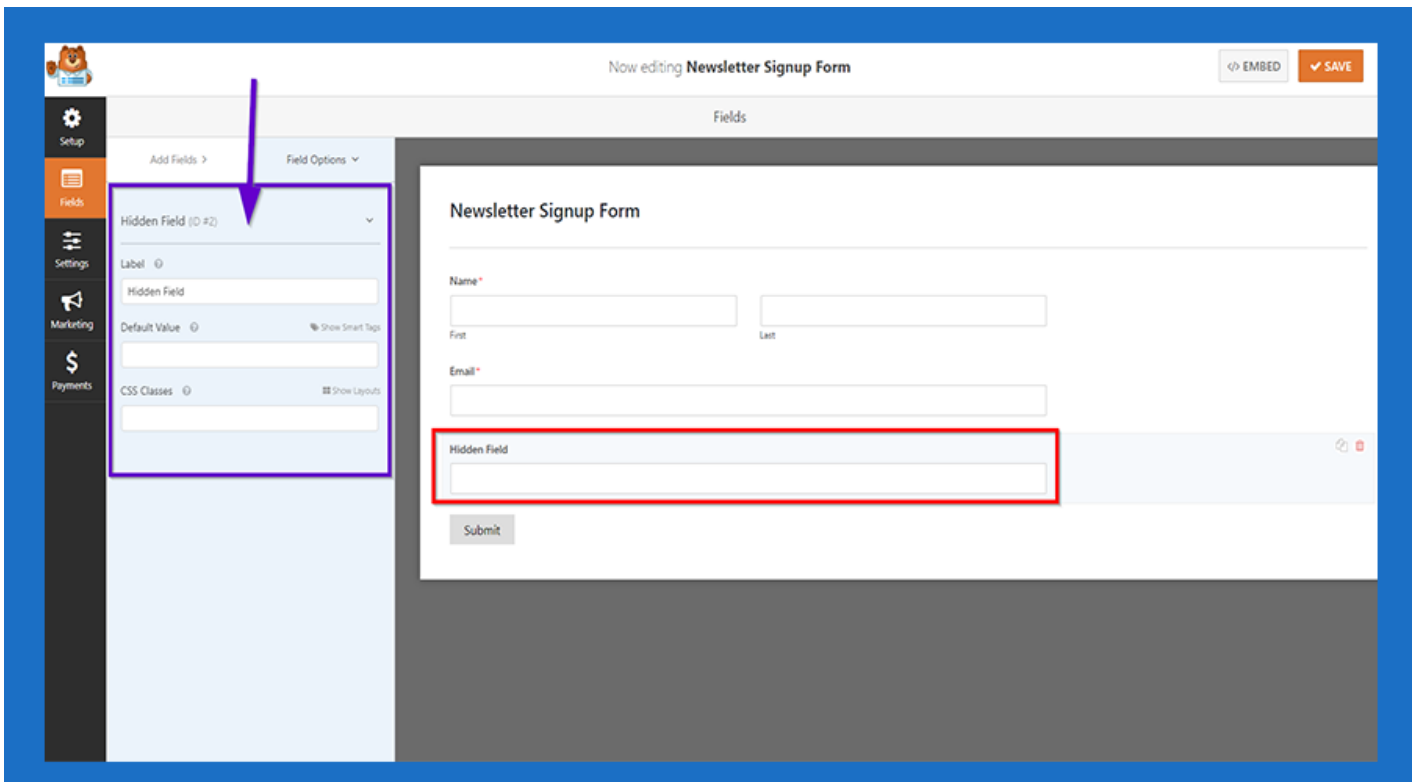 Now editing Newsletter Signup Form
</> EMBED
SAVE
Fields
Setup
Fields
Settings
Marketing
Payments
Add Fields >
Field Options
Hidden Field (ID #2)
Label
Hidden Field
Default Value
Show Smart Tags
CSS Classes
Show Layouts
Newsletter Signup Form
Name*
First Last
Email*
Hidden Field
Submit